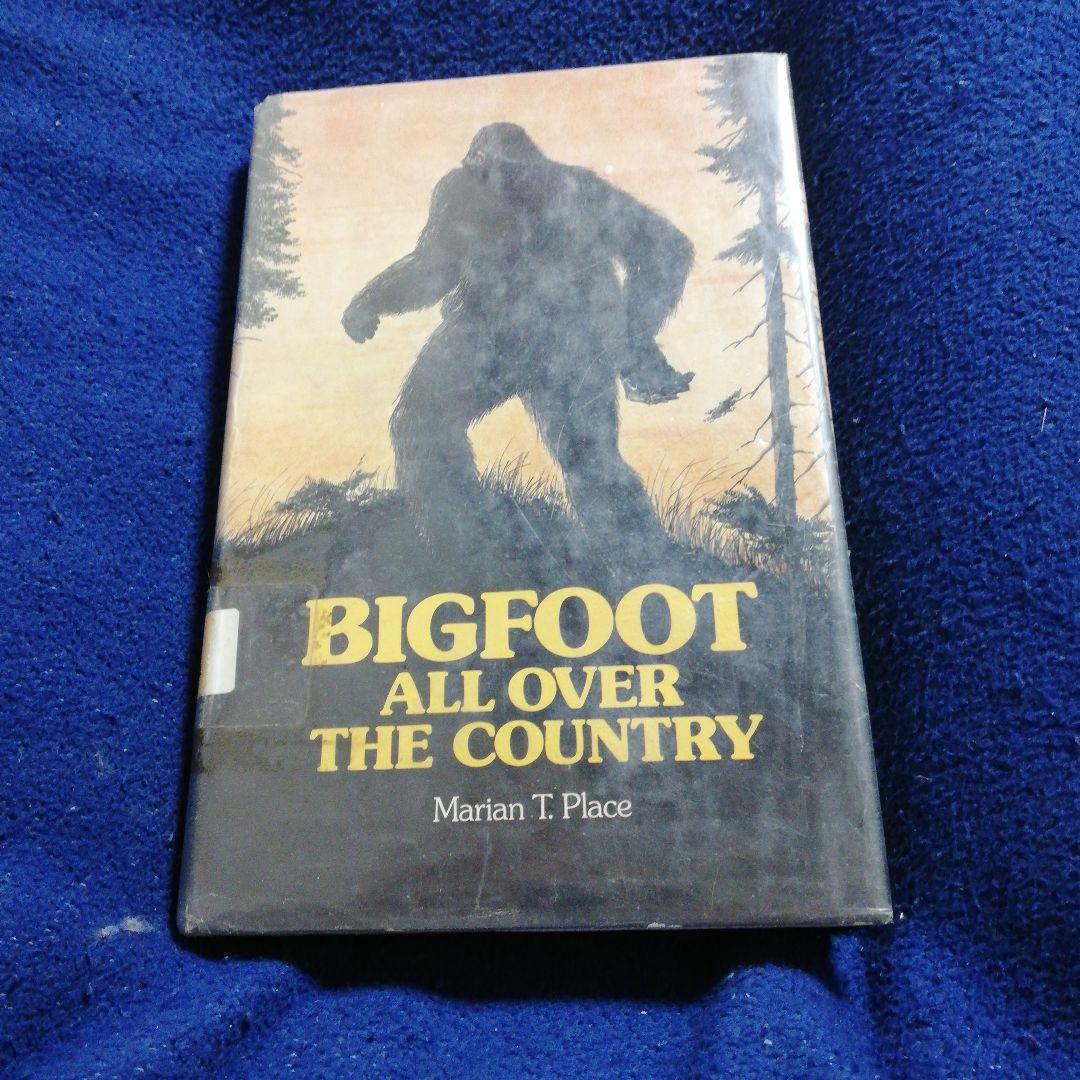 BIGFOOT
ALL OVER
THE COUNTRY
Marian T. Place